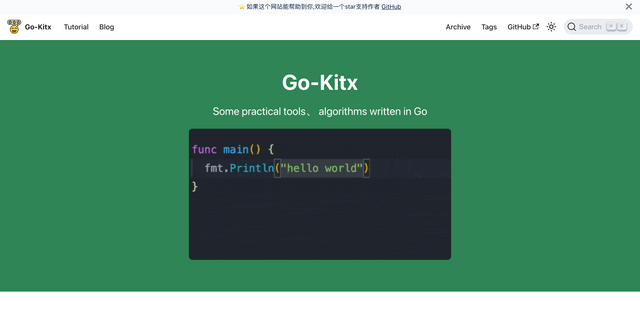 ⭐ 如果这个网站能帮助到你,欢迎给一个star支持作者 GitHub
Go-Kitx Tutorial Blog Archive Tags GitHub Search ⌘ K
Go-Kitx
Some practical tools、 algorithms written in Go
func main() {
fmt.Println("hello world")
}